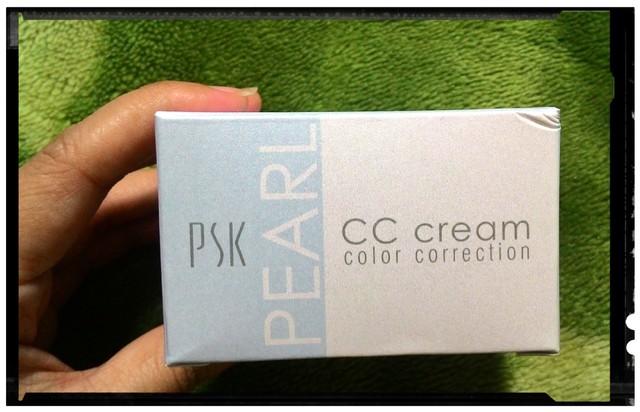 PSK
PEARL
CC cream
color correction